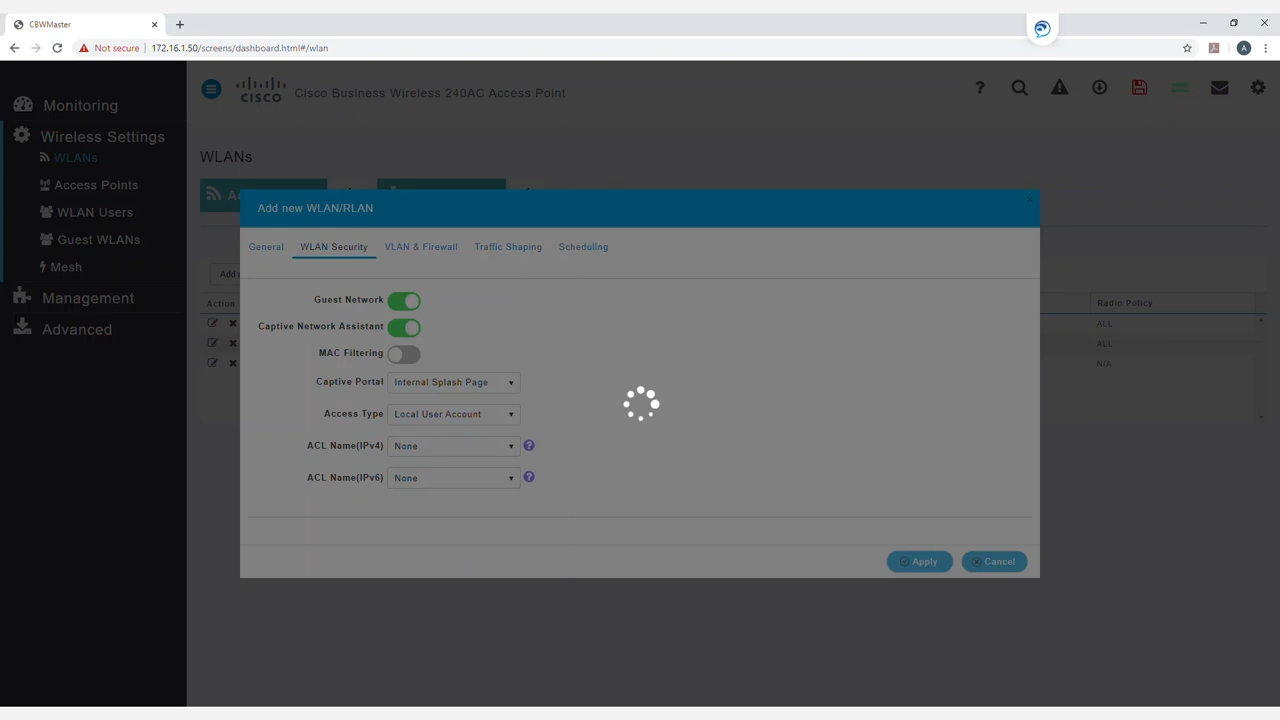 CBWMaster
Not secure
172.16.1.50/screens/dashboard.html#/wlan
A
CISCO
Cisco Business Wireless 240AC Access Point
?
Monitoring
Wireless Settings
WLANs
Access Points
WLAN Users
Guest WLANs
Mesh
Management
Advanced
WLANs
Add new WLAN/RLAN
General
WLAN Security
VLAN & Firewall
Traffic Shaping
Scheduling
Add
Action
Radio Policy
ALL
ALL
N/A
Guest Network
Captive Network Assistant
MAC Filtering
Captive Portal
Internal Splash Page
Access Type
Local User Account
ACL Name(IPv4)
None
?
ACL Name(IPv6)
None
?
Apply
Cancel